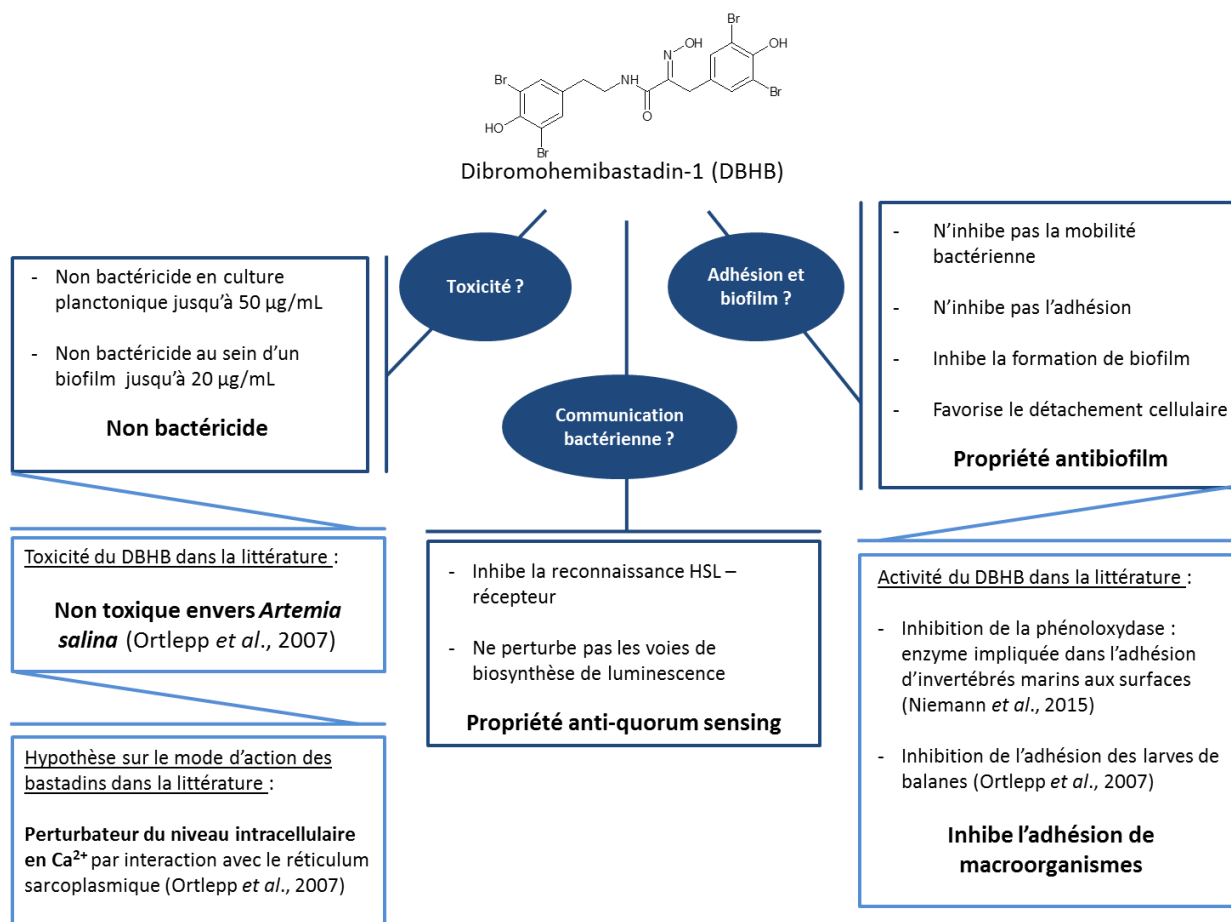 Br
OH
N
OH
Br
NH
Br
O
HO
Br
Dibromohemibastadin-1 (DBHB)
Toxicité ?
- Non bactéricide en culture
planctonique jusqu’à 50 µg/mL
- Non bactéricide au sein d’un
biofilm jusqu’à 20 µg/mL
Non bactéricide
Toxicité du DBHB dans la littérature :
Non toxique envers Artemia
salina (Ortlepp et al., 2007)
Hypothèse sur le mode d’action des
bastadins dans la littérature :
Perturbateur du niveau intracellulaire
en Ca²⁺ par interaction avec le réticulum
sarcoplasmique (Ortlepp et al., 2007)
Communication
bactérienne ?
- Inhibe la reconnaissance HSL –
récepteur
- Ne perturbe pas les voies de
biosynthèse de luminescence
Propriété anti-quorum sensing
Adhésion et
biofilm ?
- N’inhibe pas la mobilité
bactérienne
- N’inhibe pas l’adhésion
- Inhibe la formation de biofilm
- Favorise le détachement cellulaire
Propriété antibiofilm
Activité du DBHB dans la littérature :
- Inhibition de la phénoloxydase :
enzyme impliquée dans l’adhésion
d’invertébrés marins aux surfaces
(Niemann et al., 2015)
- Inhibition de l’adhésion des larves de
balanes (Ortlepp et al., 2007)
Inhibe l’adhésion de
macroorganismes